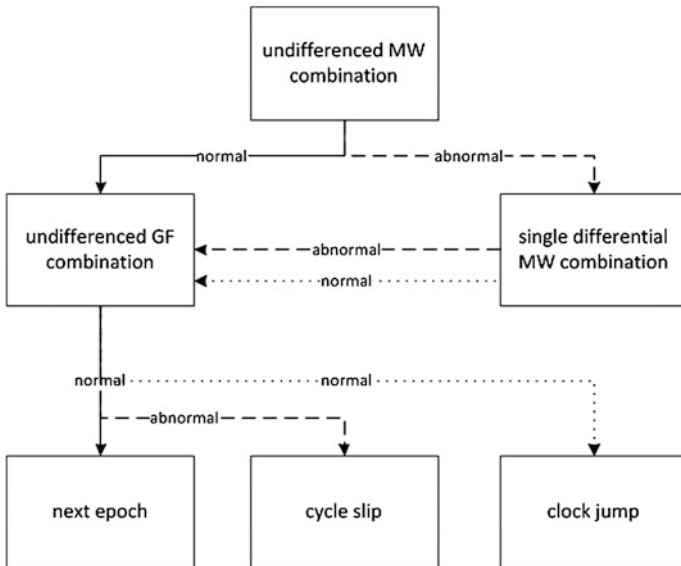 undifferenced MW
combination
normal
abnormal
undifferenced GF
combination
abnormal
normal
single differential
MW combination
normal
normal
abnormal
next epoch
cycle slip
clock jump